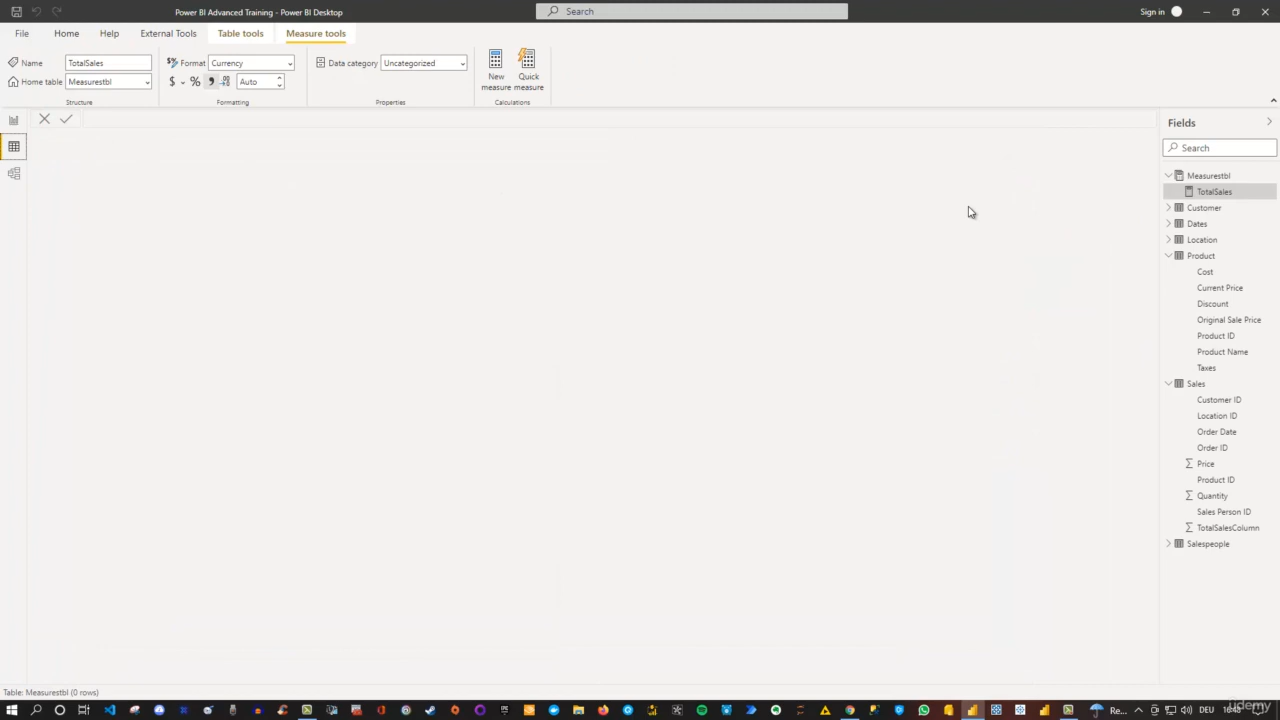 Power BI Advanced Training - Power BI Desktop
Search
Sign in
File
Home
Help
External Tools
Table tools
Measure tools
Name
TotalSales
Format
Currency
Data category
Uncategorized
New measure
Quick measure
Home table
Measurestbl
$
%
Auto
Structure
Formatting
Properties
Calculations
Fields
Search
Measurestbl
TotalSales
Customer
Dates
Location
Product
Cost
Current Price
Discount
Original Sale Price
Product ID
Product Name
Taxes
Sales
Customer ID
Location ID
Order Date
Order ID
Price
Product ID
Quantity
Sales Person ID
TotalSalesColumn
Salespeople
Table: Measurestbl (0 rows)
Udemy
Re...
DEU